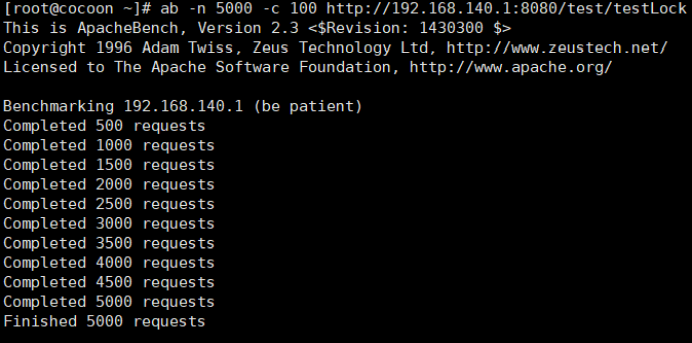 [root@cocoon ~]# ab -n 5000 -c 100 http://192.168.140.1:8080/test/testLock
This is ApacheBench, Version 2.3 <$Revision: 1430300 $>
Copyright 1996 Adam Twiss, Zeus Technology Ltd, http://www.zeustech.net/
Licensed to The Apache Software Foundation, http://www.apache.org/
Benchmarking 192.168.140.1 (be patient)
Completed 500 requests
Completed 1000 requests
Completed 1500 requests
Completed 2000 requests
Completed 2500 requests
Completed 3000 requests
Completed 3500 requests
Completed 4000 requests
Completed 4500 requests
Completed 5000 requests
Finished 5000 requests